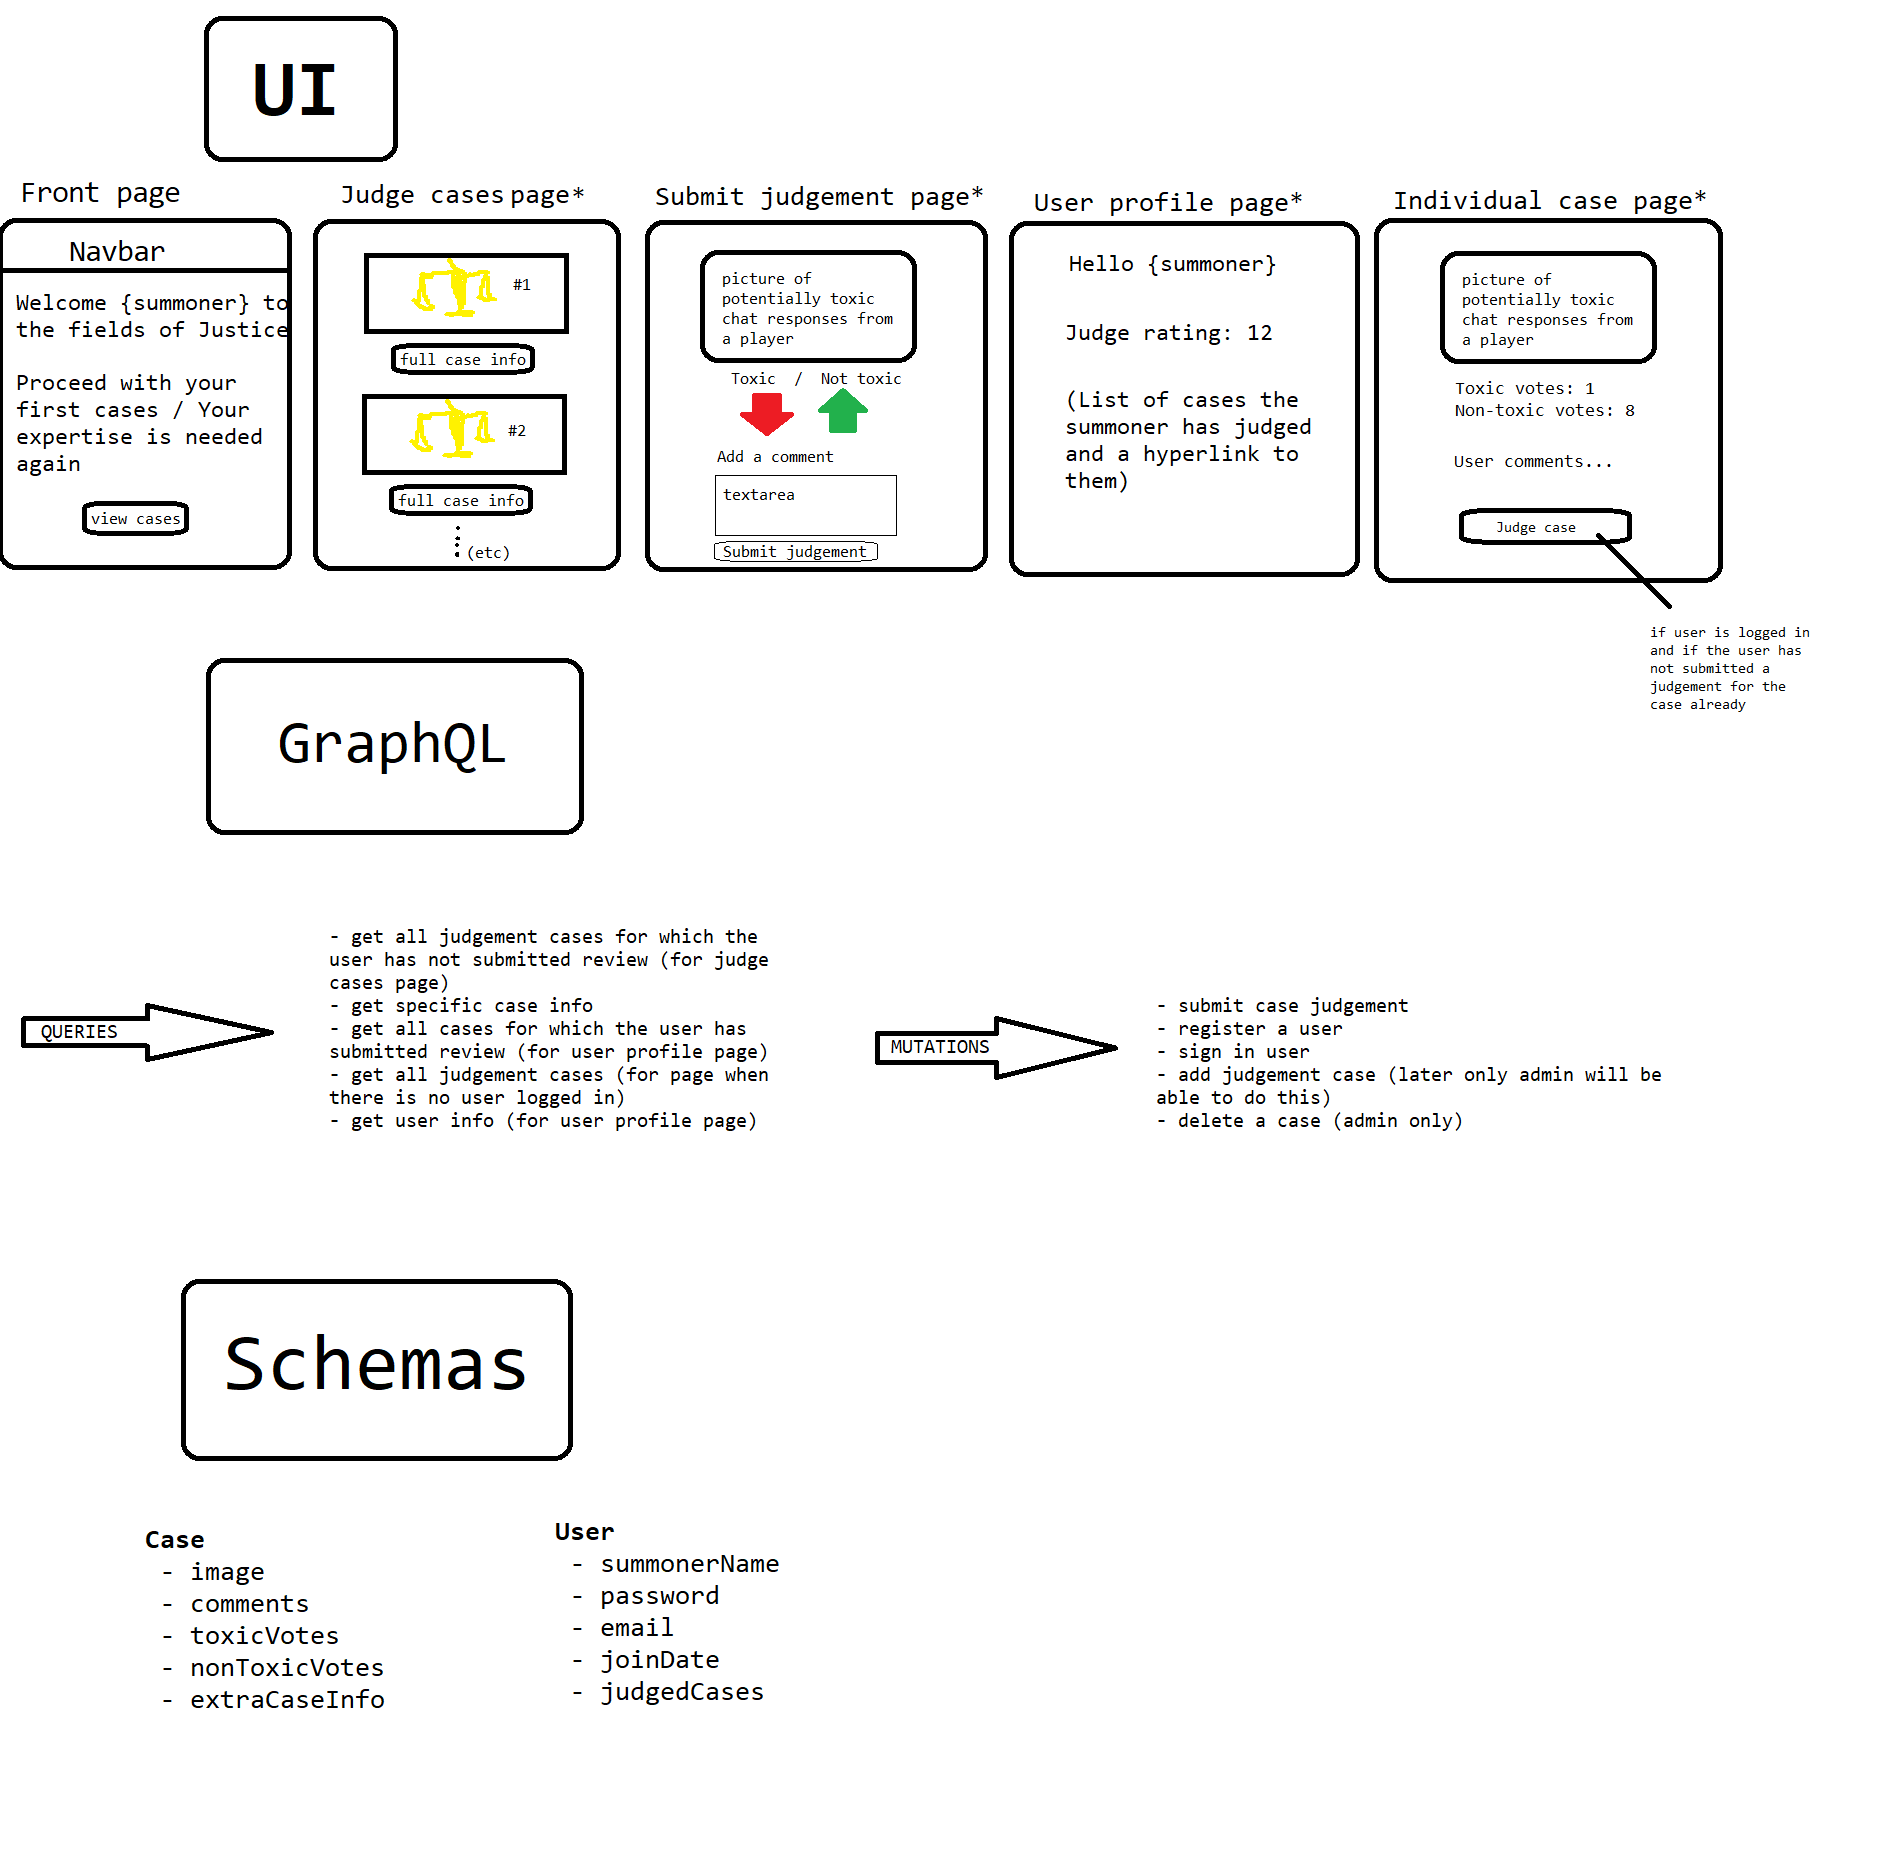 UI
Front page
Navbar
Welcome {summoner} to
the fields of Justice
Proceed with your
first cases / Your
expertise is needed
again
view cases
Judge cases page*
#1
full case info
#2
full case info
(etc)
Submit judgement page*
picture of
potentially toxic
chat responses from
a player
Toxic / Not toxic
Add a comment
textarea
Submit judgement
User profile page*
Hello {summoner}
Judge rating: 12
(List of cases the
summoner has judged
and a hyperlink to
them)
Individual case page*
picture of
potentially toxic
chat responses from
a player
Toxic votes: 1
Non-toxic votes: 8
User comments...
Judge case
if user is logged in
and if the user has
not submitted a
judgement for the
case already
GraphQL
QUERIES
- get all judgement cases for which the
user has not submitted review (for judge
cases page)
- get specific case info
- get all cases for which the user has
submitted review (for user profile page)
- get all judgement cases (for page when
there is no user logged in)
- get user info (for user profile page)
MUTATIONS
- submit case judgement
- register a user
- sign in user
- add judgement case (later only admin will be
able to do this)
- delete a case (admin only)
Schemas
Case
- image
- comments
- toxicVotes
- nonToxicVotes
- extraCaseInfo
User
- summonerName
- password
- email
- joinDate
- judgedCases